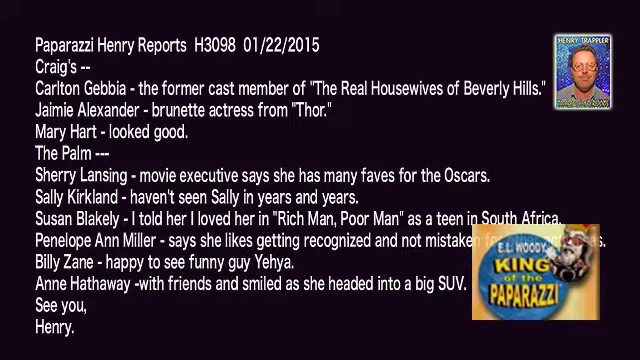 Paparazzi Henry Reports H3098 01/22/2015
Craig's --
Carlton Gebbia - the former cast member of "The Real Housewives of Beverly Hills."
Jaimie Alexander - brunette actress from "Thor."
Mary Hart - looked good.
The Palm ---
Sherry Lansing - movie executive says she has many faves for the Oscars.
Sally Kirkland - haven't seen Sally in years and years.
Susan Blakely - I told her I loved her in "Rich Man, Poor Man" as a teen in South Africa.
Penelope Ann Miller - says she likes getting recognized and not mistaken
Billy Zane - happy to see funny guy Yehya.
Anne Hathaway -with friends and smiled as she headed into a big SUV.
See you,
Henry.
HENRY TRAPPLER
E.L. WOODY
KING
of the
PAPARAZZI